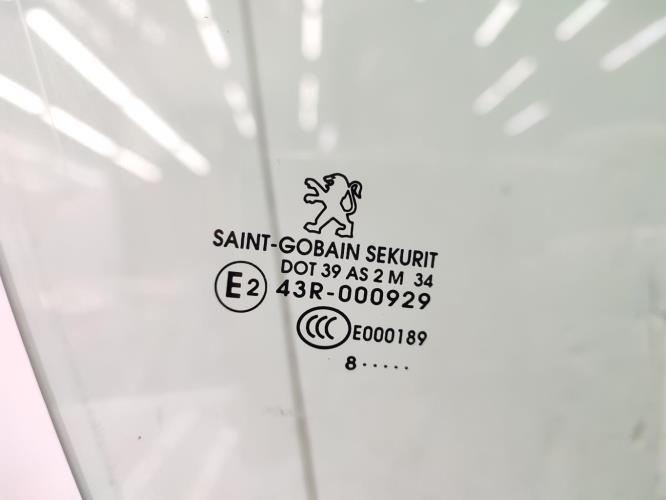 SAINT-GOBAIN SEKURIT
DOT 39 AS 2 M 34
E2 43R-000929
CCC E000189
8·····